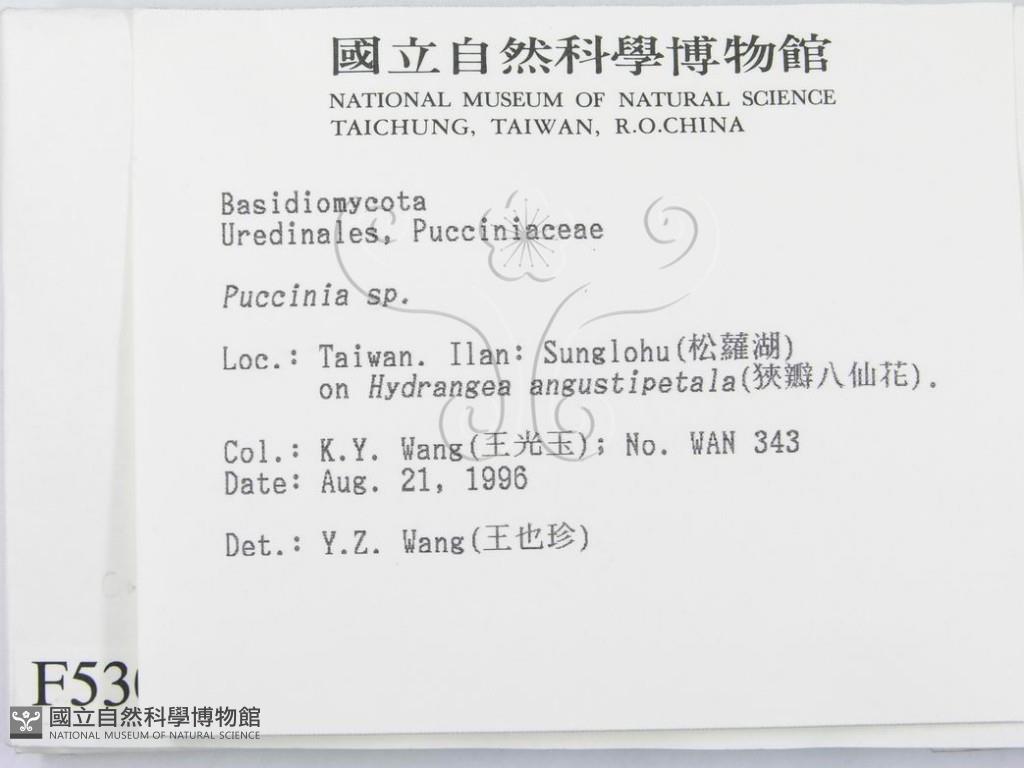 國立自然科學博物館
NATIONAL MUSEUM OF NATURAL SCIENCE
TAICHUNG, TAIWAN, R.O.CHINA
Basidiomycota
Uredinales, Pucciniaceae
Puccinia sp.
Loc.: Taiwan. Ilan: Sunglohu(松蘿湖)
on Hydrangea angustipetala(狹瓣八仙花).
Col.: K.Y. Wang(王光玉); No. WAN 343
Date: Aug. 21, 1996
Det.: Y.Z. Wang(王也珍)
F53
國立自然科學博物館
NATIONAL MUSEUM OF NATURAL SCIENCE